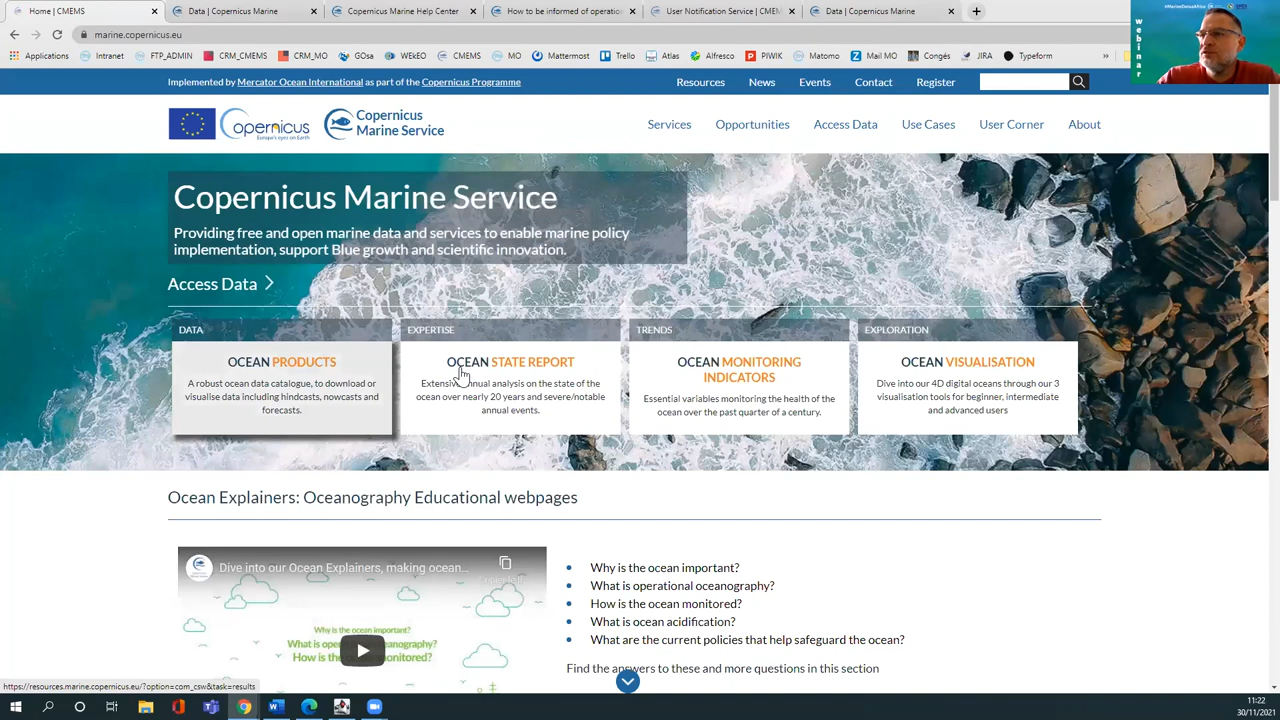 Home | CMEMS
Data | Copernicus Marine
Copernicus Marine Help Center
How to be informed of operation
User Notification Service | CMEM
Data | Copernicus Marine
#MarineDataAfrica
marine.copernicus.eu
webinar
Applications
Intranet
FTP_ADMIN
CRM_CMEMS
CRM_MO
GOsa
WEkEO
CMEMS
MO
Mattermost
Trello
Atlas
Alfresco
PIWIK
Matomo
Mail MO
Congés
JIRA
Typeform
Implemented by Mercator Ocean International as part of the Copernicus Programme
Resources
News
Events
Contact
Register
opernicus
Europe's eyes on Earth
Copernicus
Marine Service
Services
Opportunities
Access Data
Use Cases
User Corner
About
Copernicus Marine Service
Providing free and open marine data and services to enable marine policy
implementation, support Blue growth and scientific innovation.
Access Data
DATA
OCEAN PRODUCTS
A robust ocean data catalogue, to download or
visualise data including hindcasts, nowcasts and
forecasts.
EXPERTISE
OCEAN STATE REPORT
Extensive annual analysis on the state of the
ocean over nearly 20 years and severe/notable
annual events.
TRENDS
OCEAN MONITORING
INDICATORS
Essential variables monitoring the health of the
ocean over the past quarter of a century.
EXPLORATION
OCEAN VISUALISATION
Dive into our 4D digital oceans through our 3
visualisation tools for beginner, intermediate
and advanced users
Ocean Explainers: Oceanography Educational webpages
Dive into our Ocean Explainers, making ocean...
Copier le li
Why is the ocean important?
What is oceanography?
How is the monitored?
Why is the ocean important?
What is operational oceanography?
How is the ocean monitored?
What is ocean acidification?
What are the current policies that help safeguard the ocean?
Find the answers to these and more questions in this section
https://resources.marine.copernicus.eu/?option=com_csw&task=results
11:22
30/11/2021